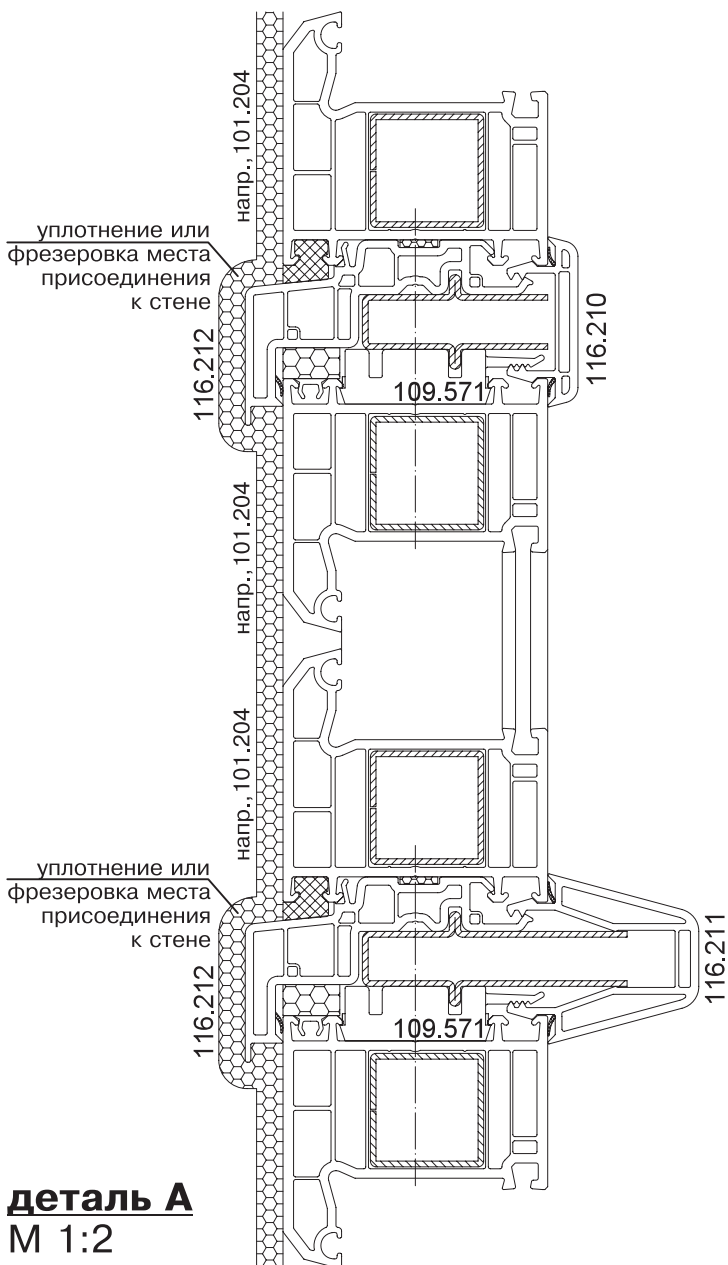 напр.,101.204
уплотнение или
фрезеровка места
присоединения
к стене
116.212
116.210
109.571
напр.,101.204
напр.,101.204
уплотнение или
фрезеровка места
присоединения
к стене
116.212
116.211
109.571
деталь А
М 1:2